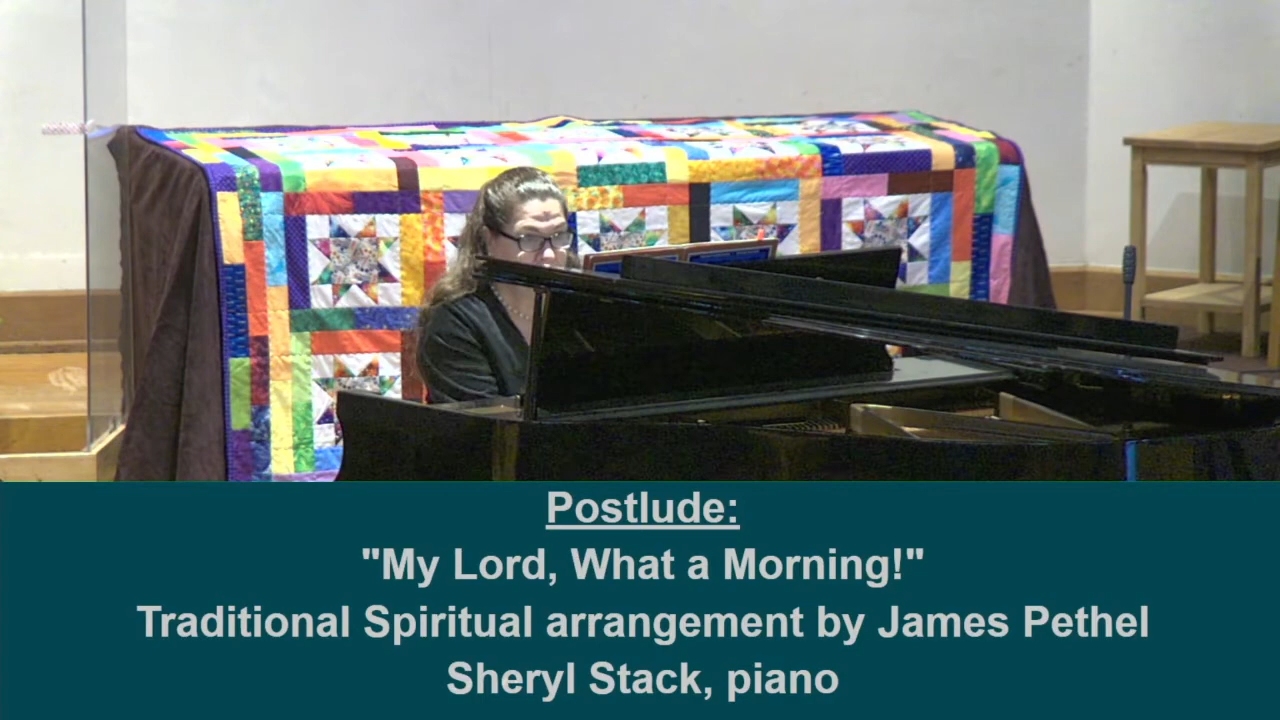 Postlude:
"My Lord, What a Morning!"
Traditional Spiritual arrangement by James Pethel
Sheryl Stack, piano